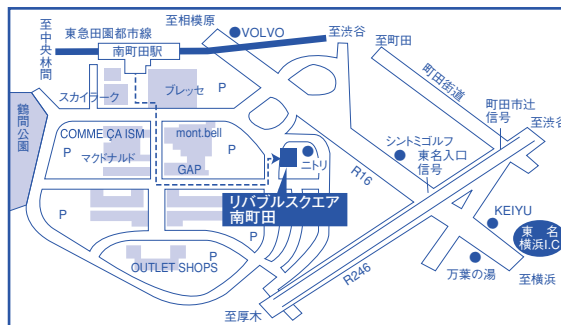 至相模原
VOLVO
至渋谷
至中央林間
東急田園都市線
南町田駅
至町田
町田街道
スカイラーク
プレッセ
P
町田市辻
信号
至渋谷
鶴間公園
COMME ÇA ISM
mont.bell
P
マクドナルド
P
GAP
ニトリ
シントミゴルフ
東名入口
信号
R16
リバブルスクエア
南町田
P
KEIYU
東名
横浜I.C
P
OUTLET SHOPS
R246
万葉の湯
至横浜
至厚木